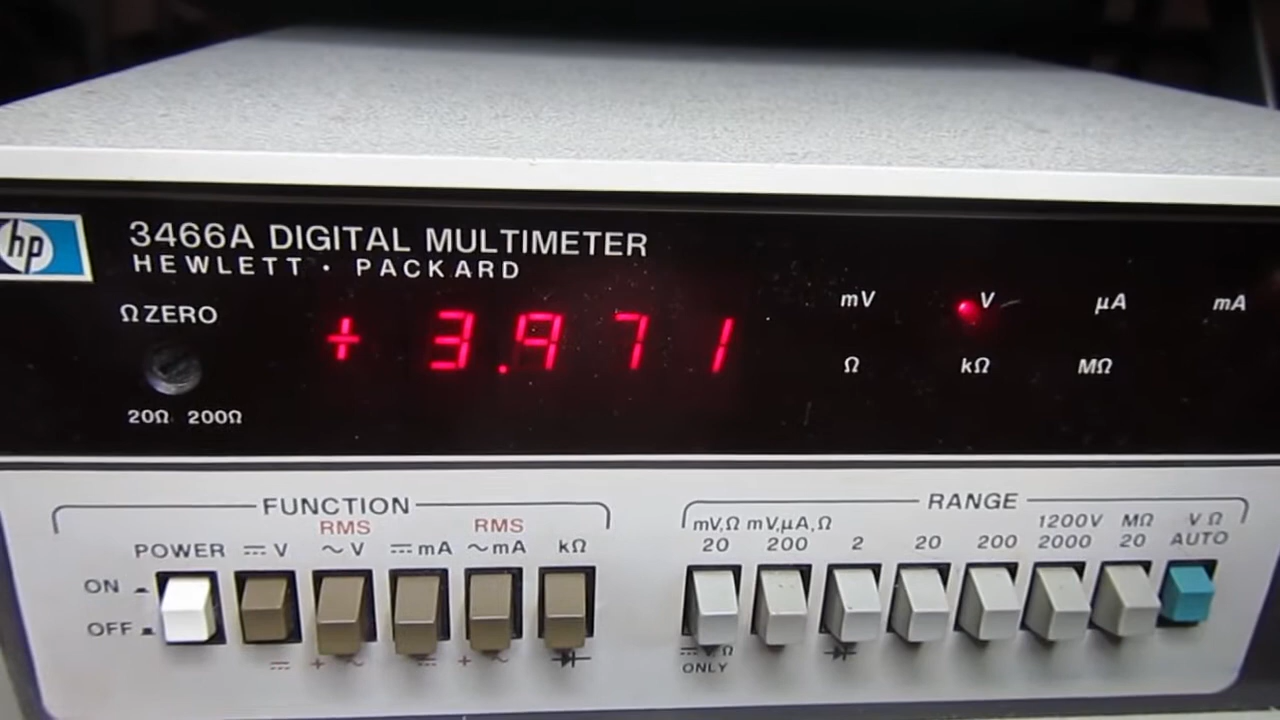 hp
3466A DIGITAL MULTIMETER
HEWLETT · PACKARD
Ω ZERO
20Ω 200Ω
+ 3.971
mV V μA mA
Ω kΩ MΩ
FUNCTION
RMS RMS
POWER ⎓ V ~ V ⎓ mA ~ mA kΩ
ON
OFF
⎓ + ~ ⎓ + ~
RANGE
mV,Ω mV,μA,Ω 1200V MΩ V Ω
20 200 2 20 200 2000 20 AUTO
Ω
ONLY